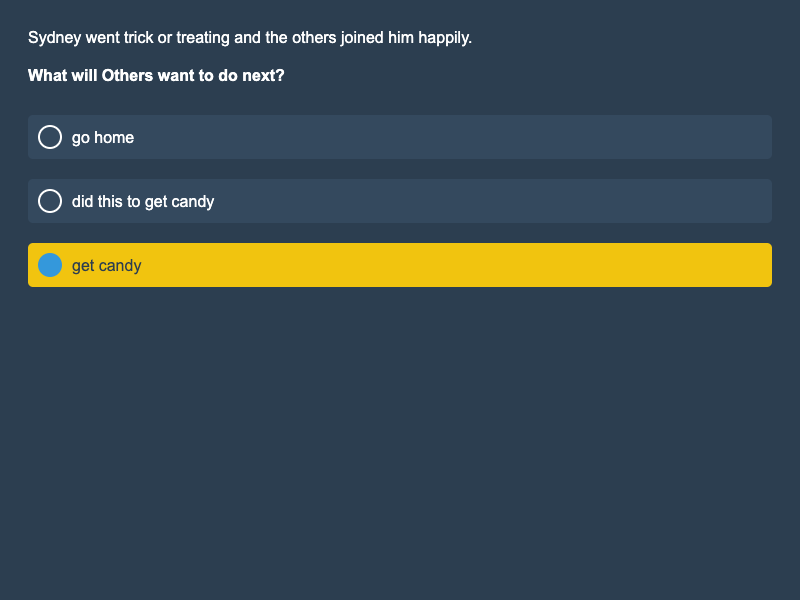 Sydney went trick or treating and the others joined him happily.
What will Others want to do next?
go home
did this to get candy
get candy